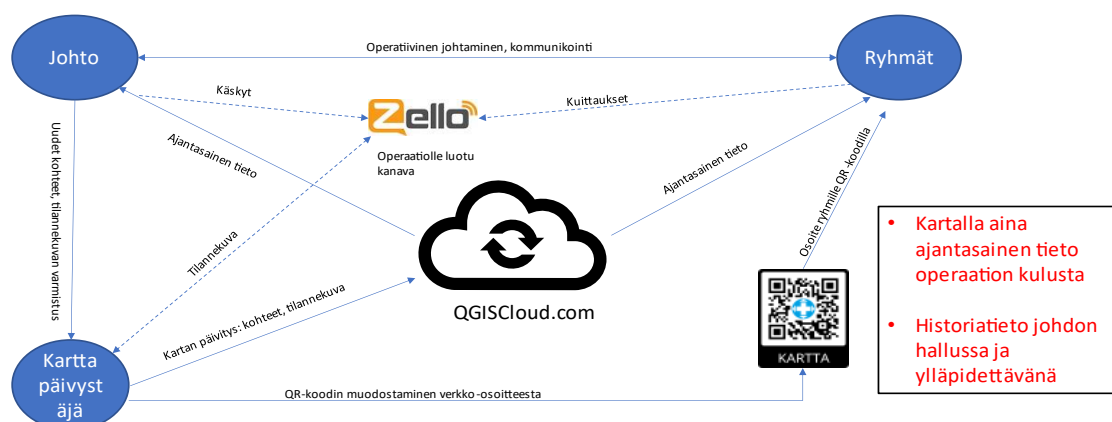 Johto
Operatiivinen johtaminen, kommunikointi
Ryhmät
Käskyt
Kuittaukset
Zello
Operaatiolle luotu
kanava
Uudet kohteet, tilannekuvan varmistus
Ajantasainen tieto
Ajantasainen tieto
Osoite ryhmille QR-koodilla
Tilannekuva
QGISCloud.com
Kartan päivitys: kohteet, tilannekuva
KARTTA
• Kartalla aina
ajantasainen tieto
operaation kulusta
• Historiatieto johdon
hallussa ja
ylläpidettävänä
Kartta
päivyst
äjä
QR-koodin muodostaminen verkko-osoitteesta